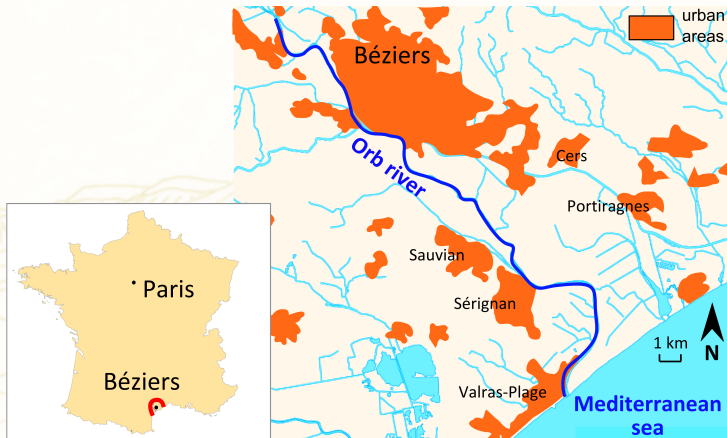 urban
areas
Béziers
Orb river
Cers
Portiragnes
Sauvian
Sérignan
Paris
Béziers
Valras-Plage
1 km
N
Mediterranean
sea